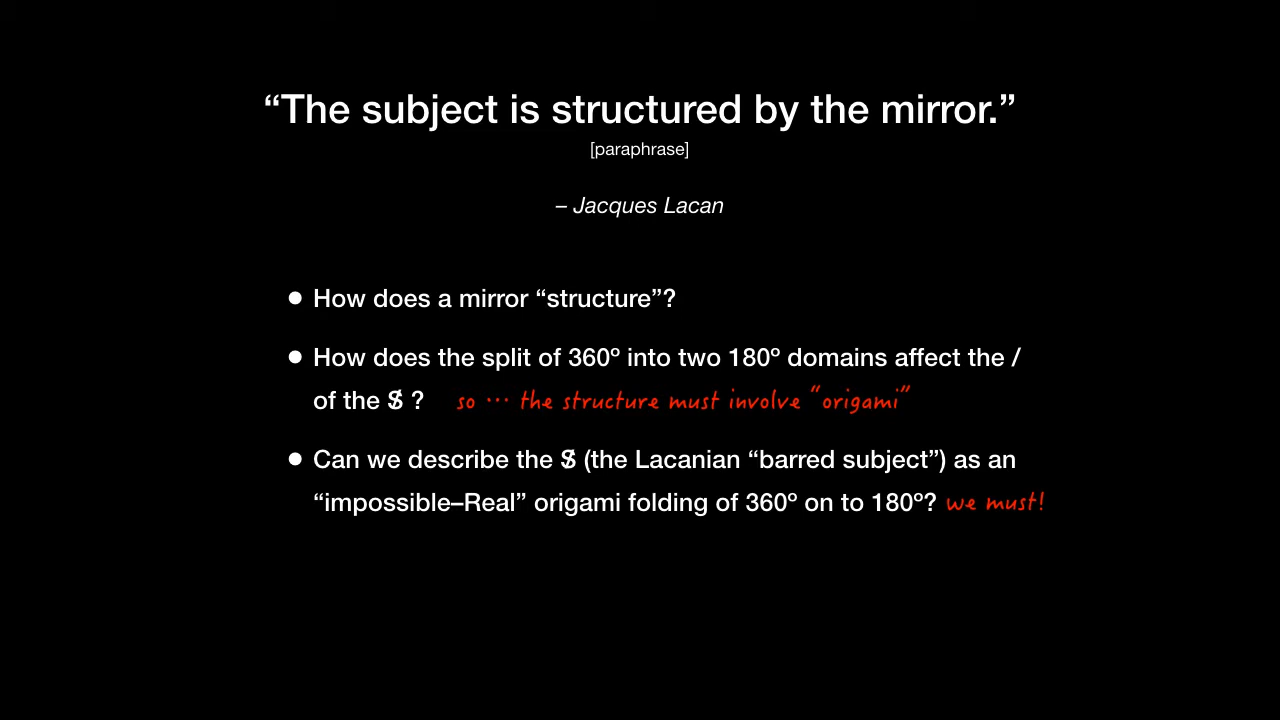 “The subject is structured by the mirror.”
[paraphrase]
– Jacques Lacan
● How does a mirror “structure”?
● How does the split of 360º into two 180º domains affect the /
of the $ ? so ··· the structure must involve "origami"
● Can we describe the $ (the Lacanian “barred subject”) as an
“impossible–Real” origami folding of 360º on to 180º? we must!